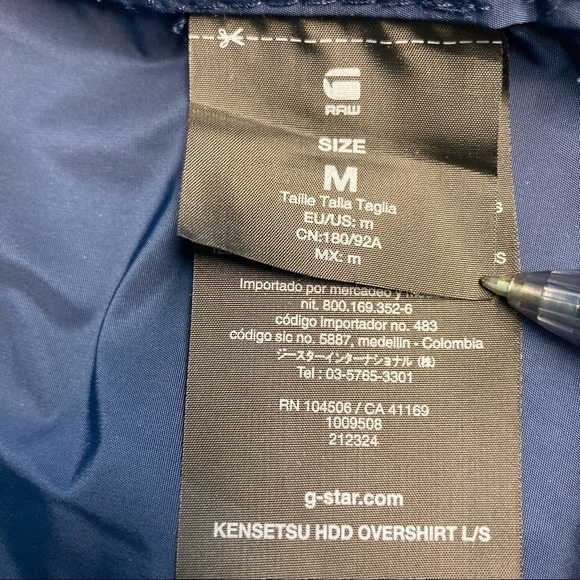 RAW
SIZE
M
Taille Talla Taglia
EU/US: m
CN:180/92A
MX: m
S
ES
Importado por mercadeo y
nit. 800.169.352-6
código importador no. 483
código sic no. 5887, medellin - Colombia
ジースターインターナショナル (株)
Tel : 03-5765-3301
RN 104506 / CA 41169
1009508
212324
g-star.com
KENSETSU HDD OVERSHIRT L/S